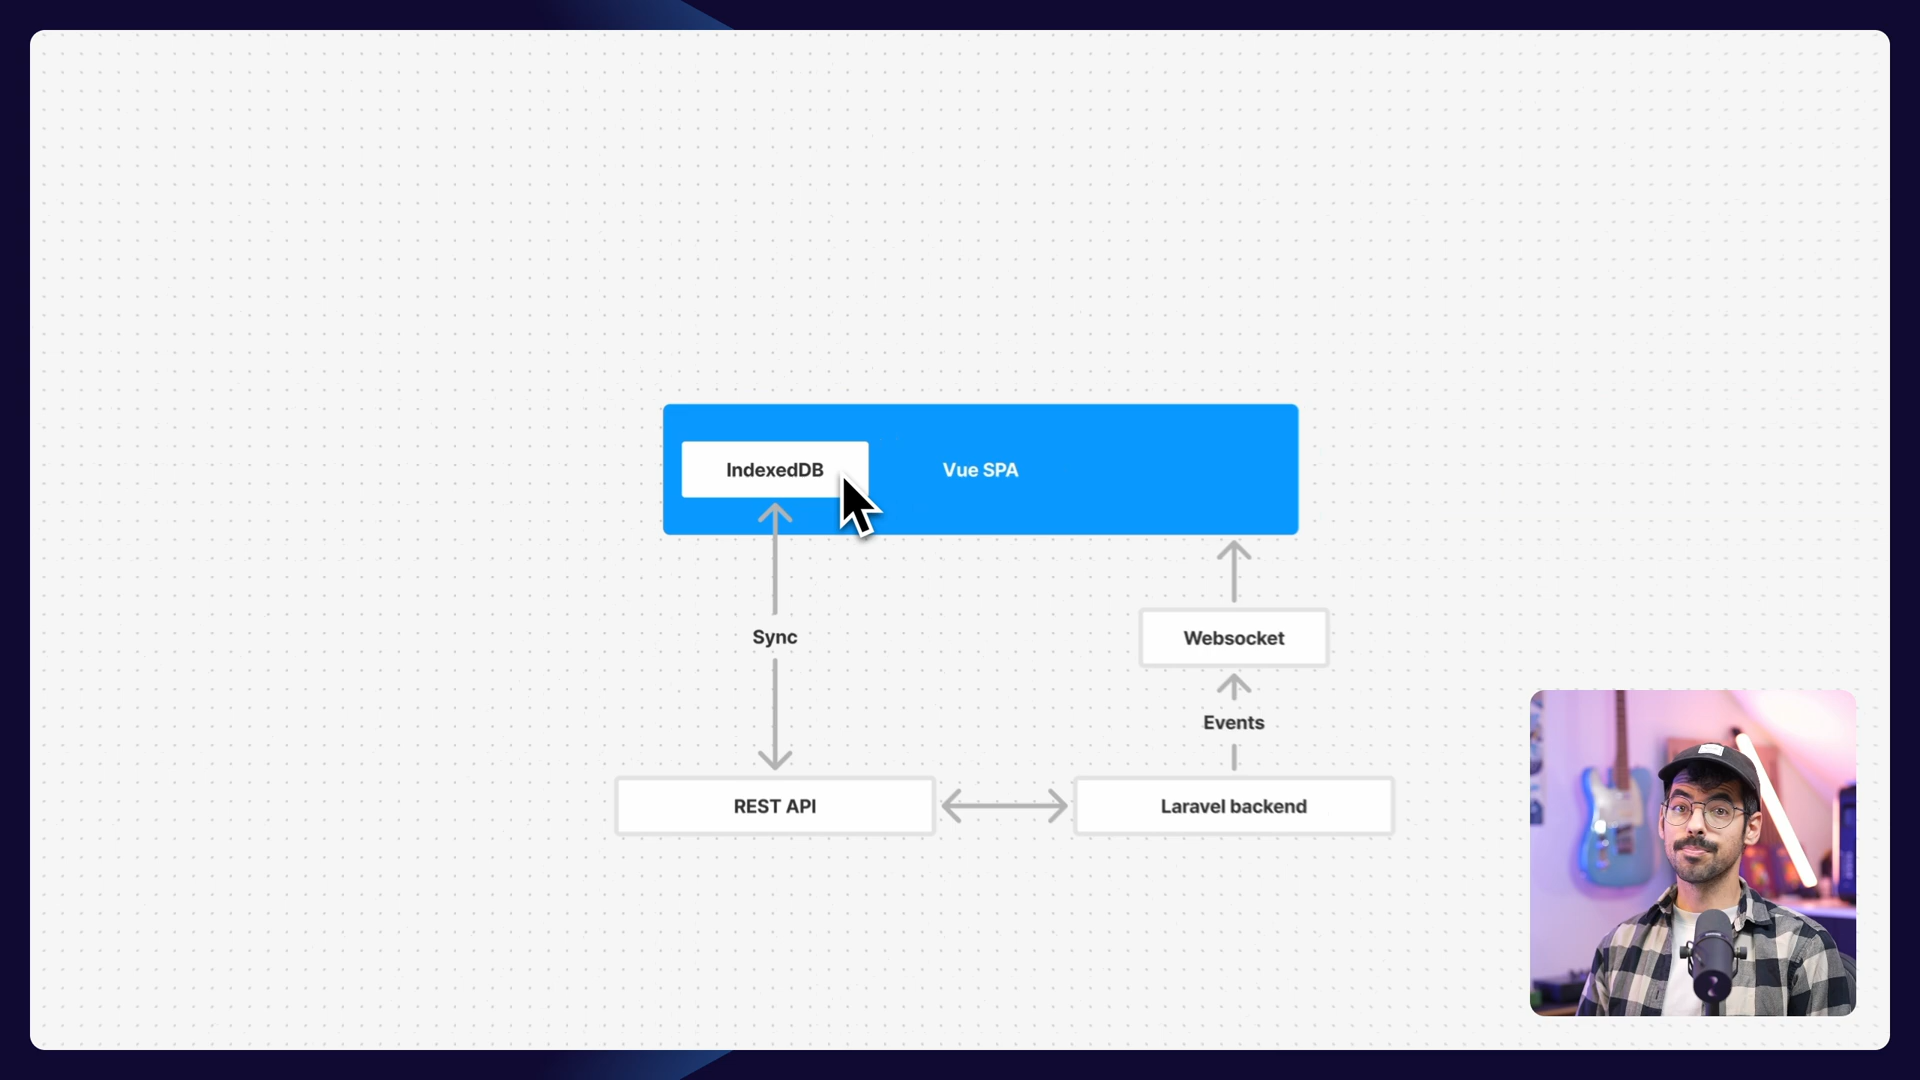 IndexedDB
Vue SPA
Sync
Websocket
Events
REST API
Laravel backend